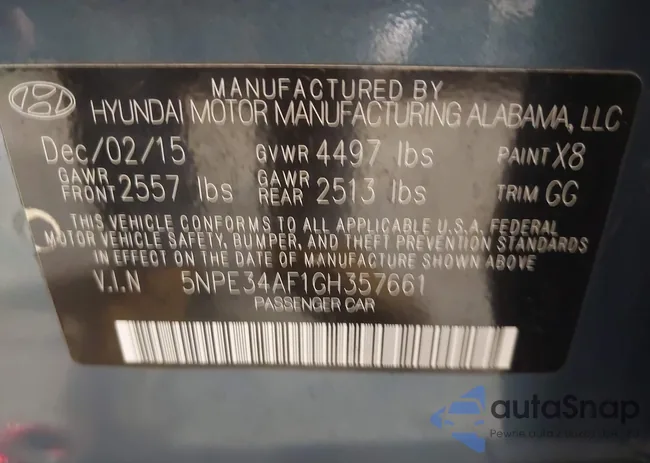 MANUFACTURED BY
HYUNDAI MOTOR MANUFACTURING ALABAMA, LLC
Dec/02/15 GVWR 4497 lbs PAINT X8
GAWR FRONT 2557 lbs GAWR REAR 2513 lbs TRIM GG
THIS VEHICLE CONFORMS TO ALL APPLICABLE U.S.A. FEDERAL
MOTOR VEHICLE SAFETY, BUMPER, AND THEFT PREVENTION STANDARDS
IN EFFECT ON THE DATE OF MANUFACTURE SHOWN ABOVE.
V.I.N 5NPE34AF1GH357661
PASSENGER CAR
autoSnap
Pewne auta